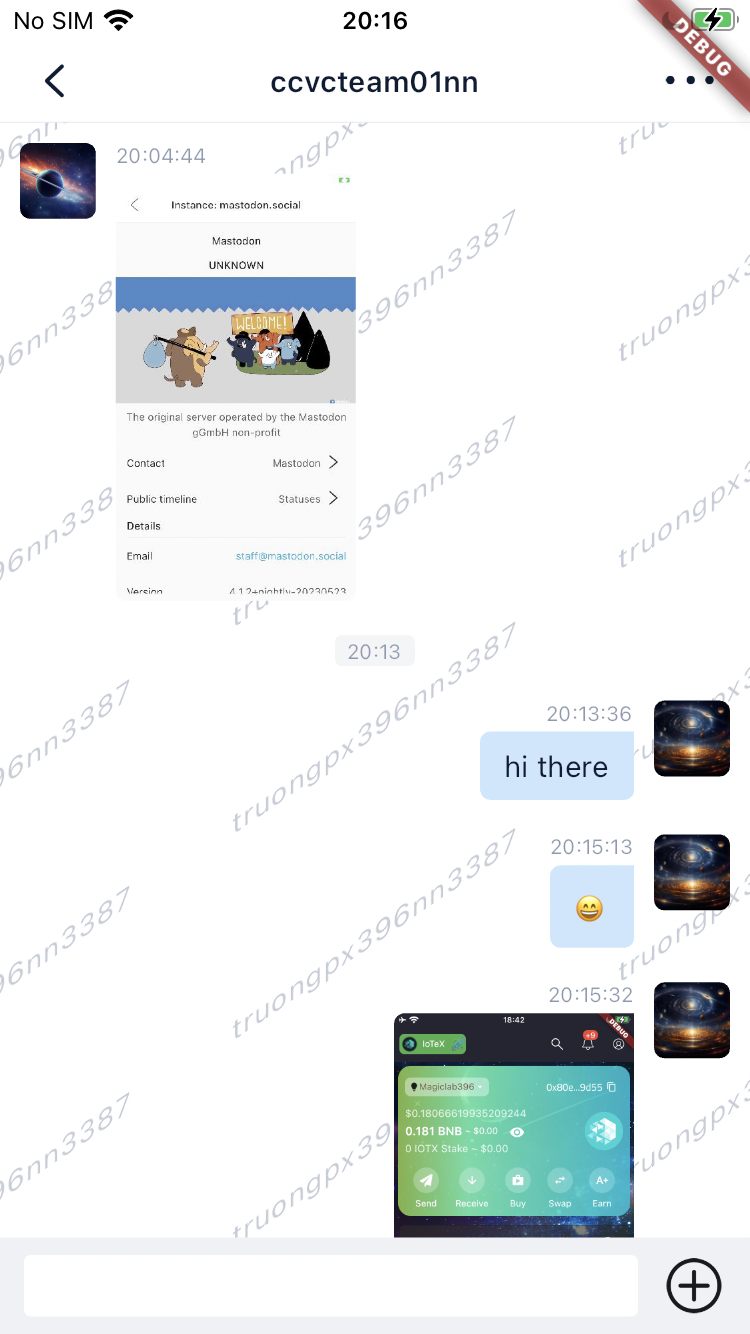 No SIM 20:16
DEBUG
ccvcteam01nn
20:04:44
Instance: mastodon.social
Mastodon
UNKNOWN
WELCOME!
The original server operated by the Mastodon
gGmbH non-profit
Contact Mastodon
Public timeline Statuses
Details
Email staff@mastodon.social
Version 4.1.2+nightly-20230523
20:13
20:13:36
hi there
20:15:13
😄
20:15:32
18:42
DEBUG
IoTeX +9
Magiclab396 0x80e...9d55
$0.18066619935209244
0.181 BNB ~ $0.00
0 IOTX Stake ~ $0.00
A+
Send Receive Buy Swap Earn
truongpx396nn3387